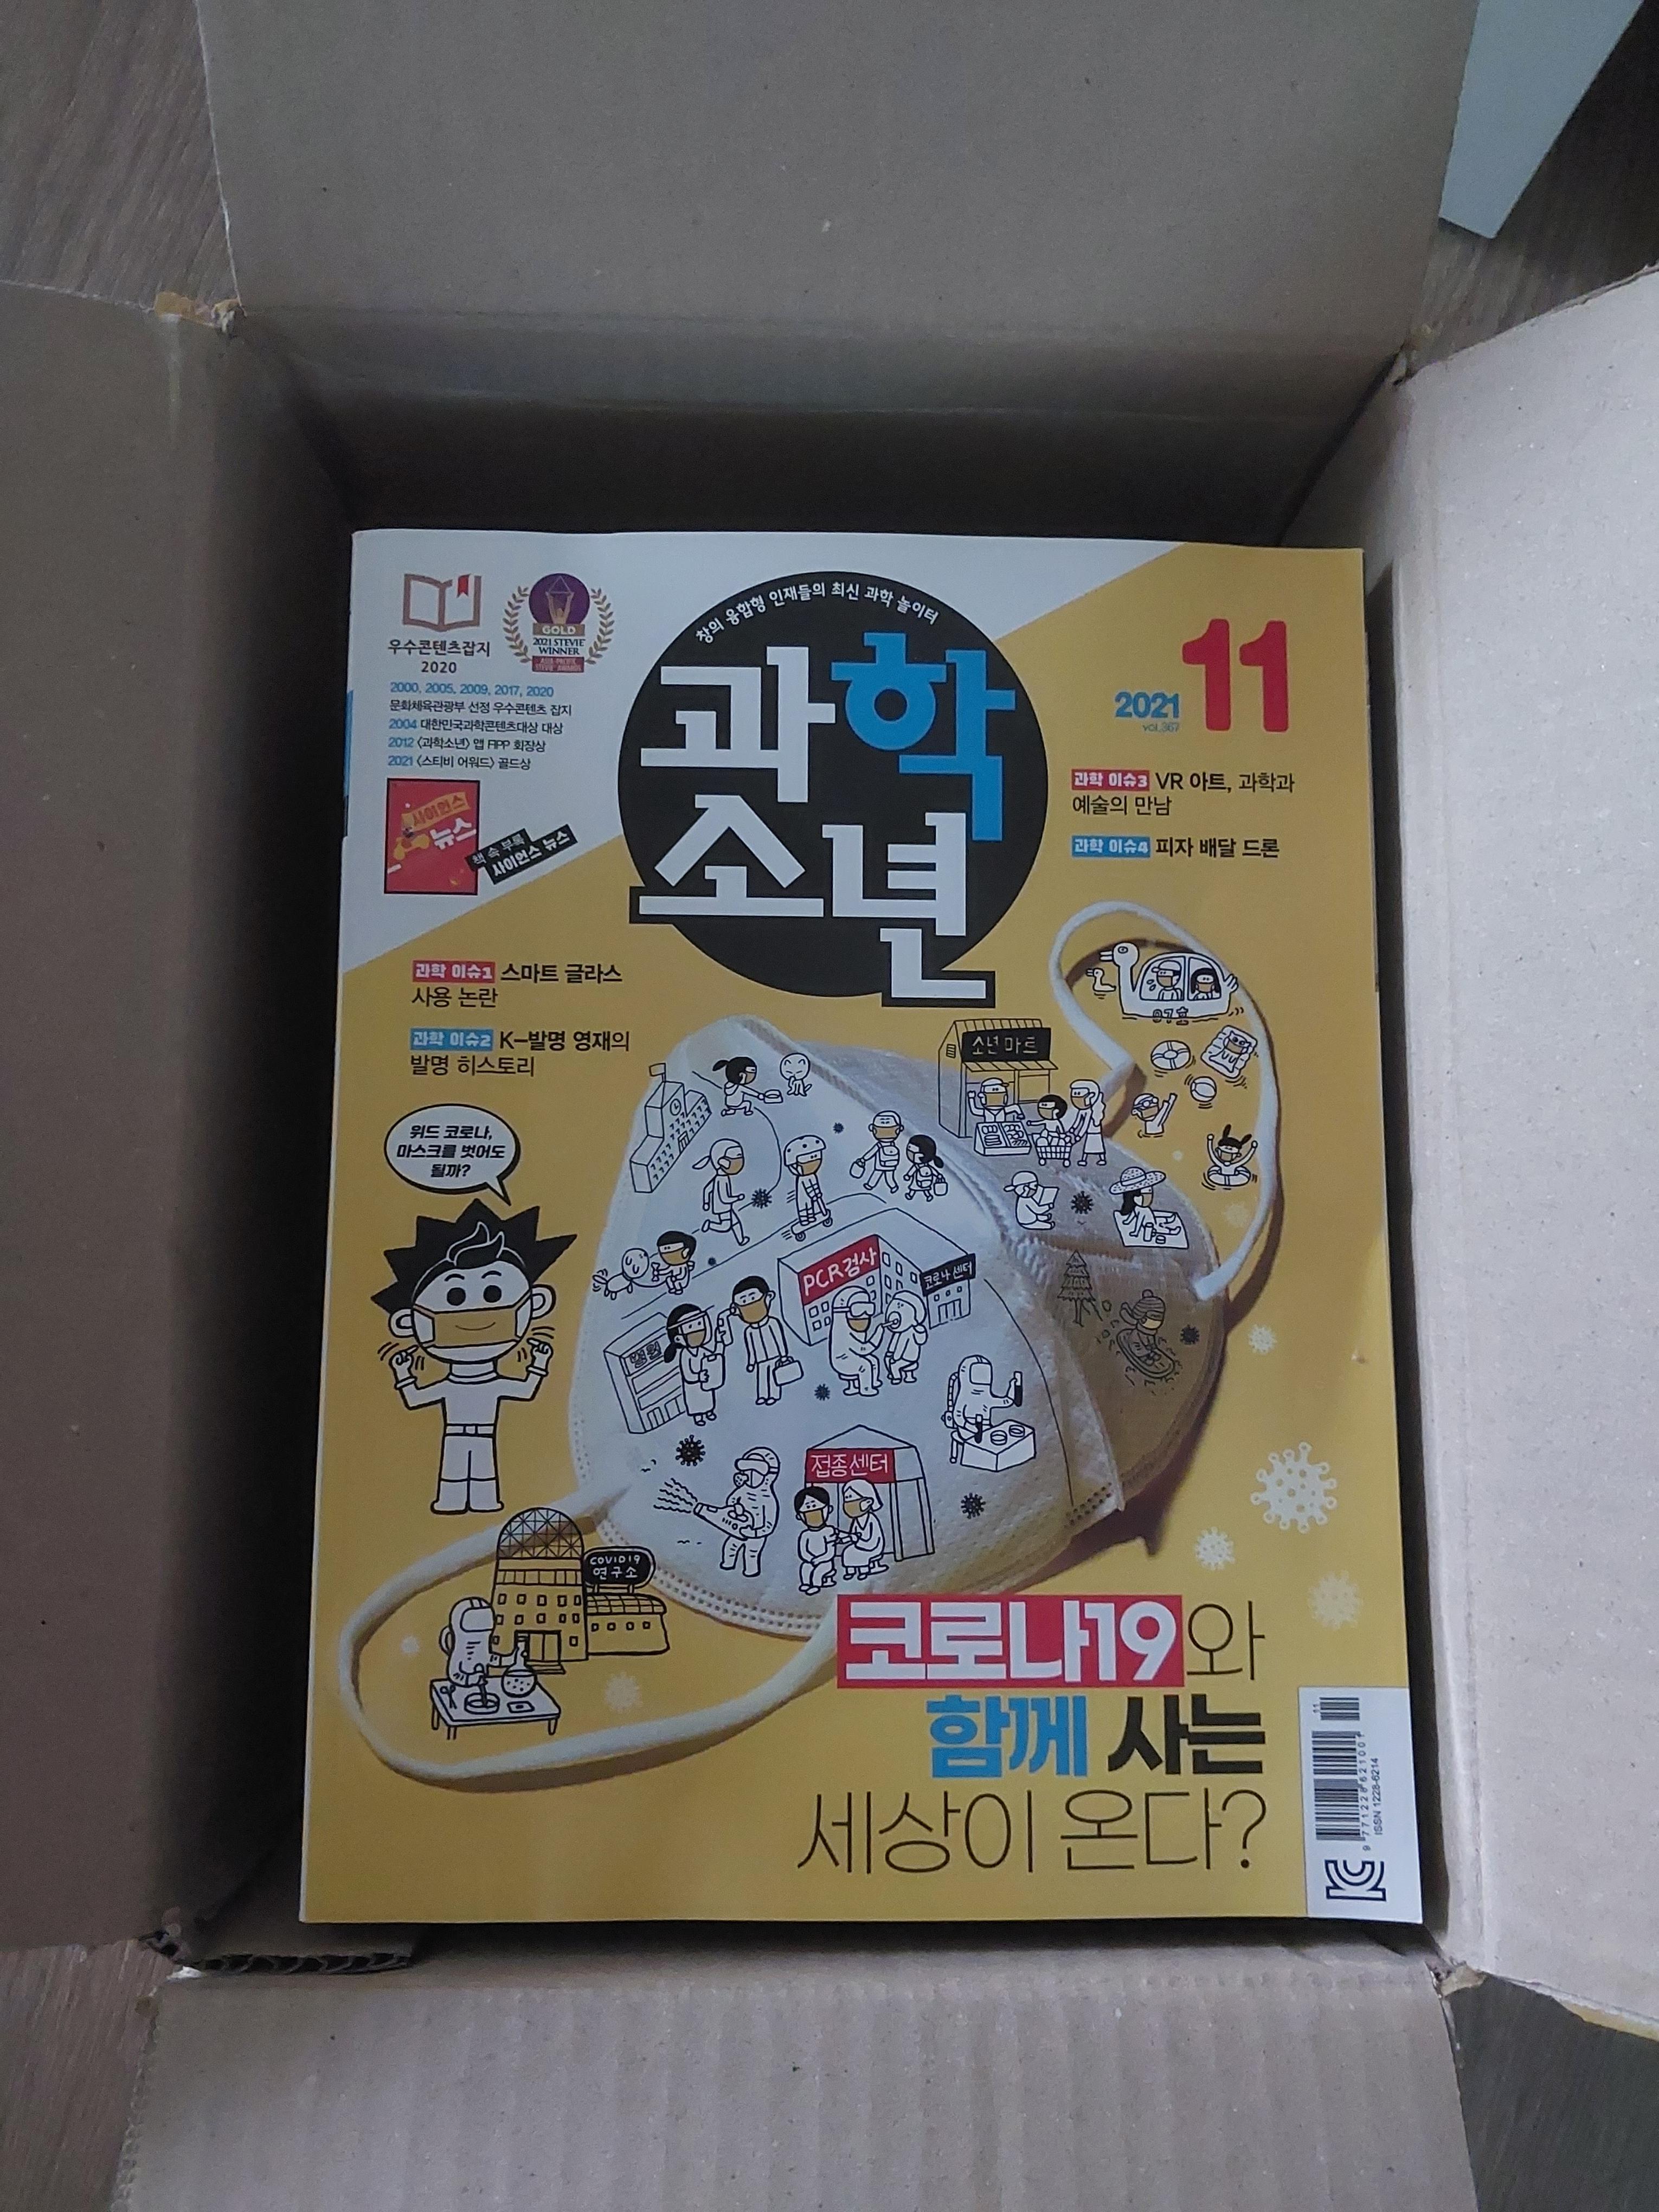 창의 융합형 인재들의 최신 과학 놀이터
과학
소년
우수콘텐츠잡지
2020
GOLD
2021 STEVIE
WINNER
ASIA-PACIFIC
STEVIE AWARDS
2000, 2005, 2009, 2017, 2020
문화체육관광부 선정 우수콘텐츠 잡지
2004 대한민국과학콘텐츠대상 대상
2012 〈과학소년〉 앱 FIPP 회장상
2021 〈스티비 어워드〉 골드상
사이언스
뉴스
책 속 부록
사이언스 뉴스
2021
vol.367
11
과학 이슈3 VR 아트, 과학과
예술의 만남
과학 이슈4 피자 배달 드론
과학 이슈1 스마트 글라스
사용 논란
과학 이슈2 K-발명 영재의
발명 히스토리
위드 코로나,
마스크를 벗어도
될까?
소년마트
PCR검사
코로나 센터
병원
접종센터
COVID19
연구소
코로나19와
함께 사는
세상이 온다?
11
9 771228 621001
ISSN 1228-6214